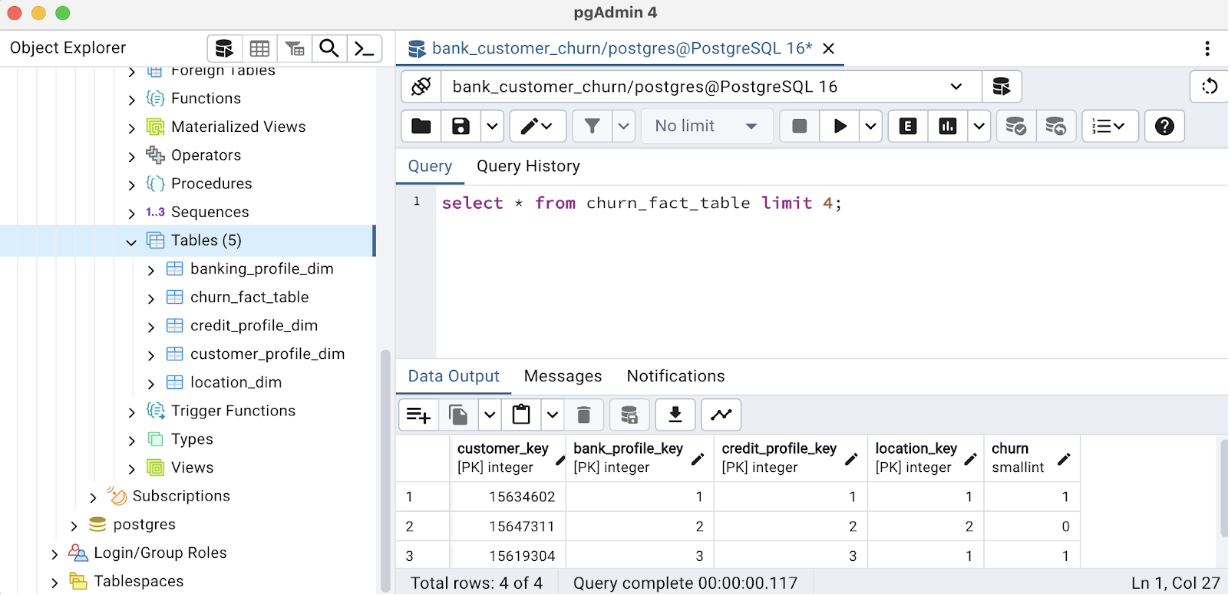 pgAdmin 4
Object Explorer
Foreign Tables
Functions
Materialized Views
Operators
Procedures
1..3 Sequences
Tables (5)
banking_profile_dim
churn_fact_table
credit_profile_dim
customer_profile_dim
location_dim
Trigger Functions
Types
Views
Subscriptions
postgres
Login/Group Roles
Tablespaces
bank_customer_churn/postgres@PostgreSQL 16*
bank_customer_churn/postgres@PostgreSQL 16
No limit
E
Query Query History
1 select * from churn_fact_table limit 4;
Data Output Messages Notifications
customer_key bank_profile_key credit_profile_key location_key churn
[PK] integer [PK] integer [PK] integer [PK] integer smallint
1 15634602 1 1 1 1
2 15647311 2 2 2 0
3 15619304 3 3 1 1
Total rows: 4 of 4 Query complete 00:00:00.117 Ln 1, Col 27